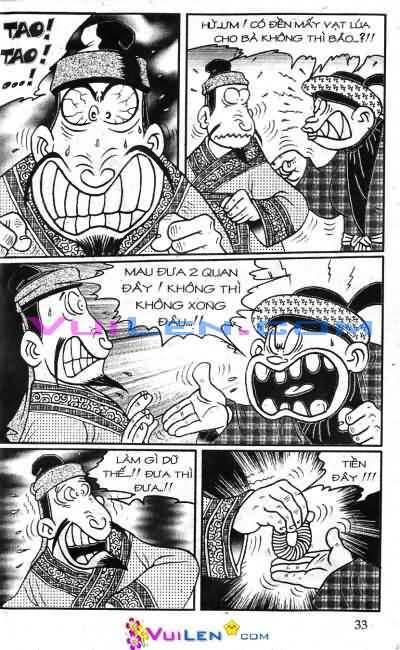 TAO!
TAO!
...!
HỪ..ƯM! CÓ ĐỀN MẤY VẠT LÚA
CHO BÀ KHÔNG THÌ BẢO...?!!
MAU ĐƯA 2 QUAN
ĐÂY! KHÔNG THÌ
KHÔNG XONG
ĐÂU...!!
VuiLen.com
LÀM GÌ DỮ
THẾ...!! ĐƯA THÌ
ĐƯA..!!
TIỀN
ĐÂY!!!
33
VuiLen.com